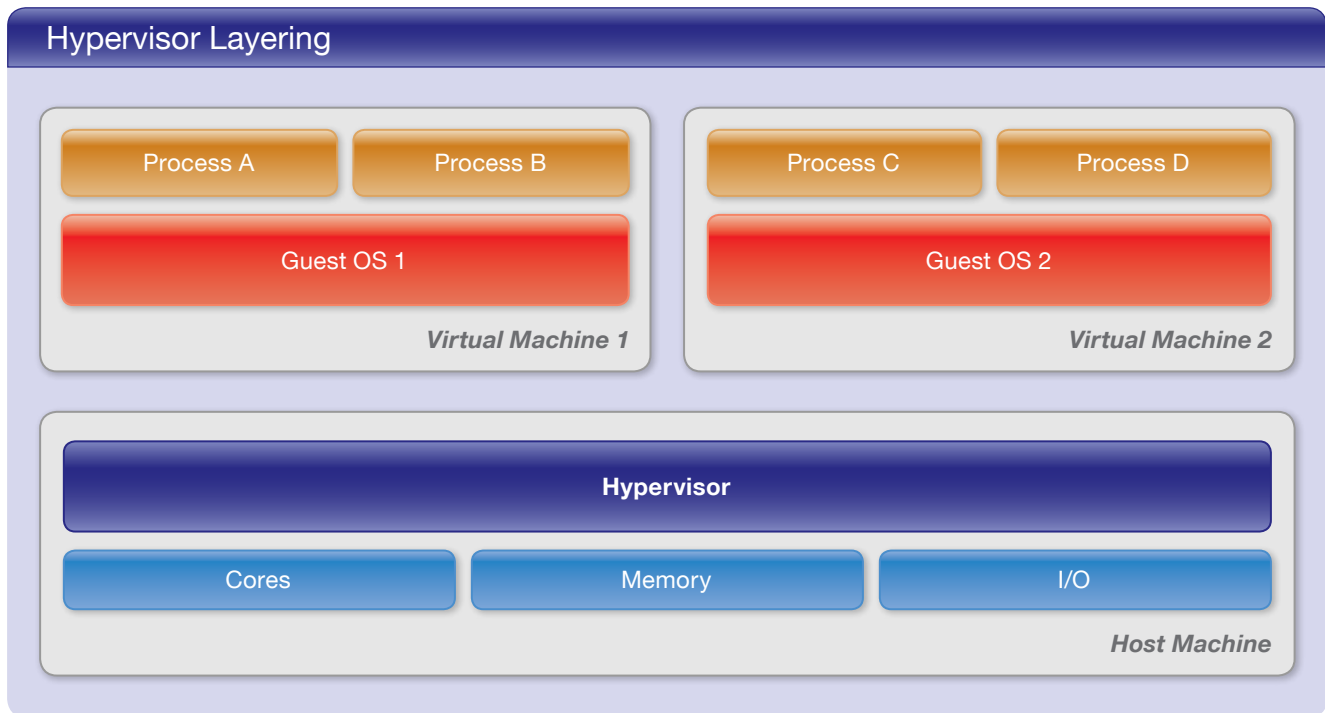 Hypervisor Layering
Process A
Process B
Process C
Process D
Guest OS 1
Guest OS 2
Virtual Machine 1
Virtual Machine 2
Hypervisor
Cores
Memory
I/O
Host Machine